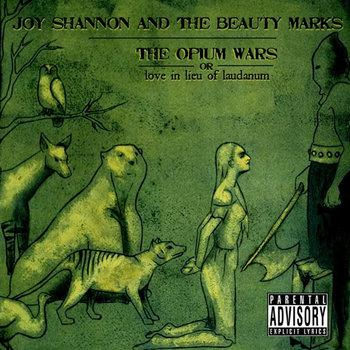 JOY SHANNON AND THE BEAUTY MARKS
THE OPIUM WARS
OR
love in lieu of laudanum
PARENTAL
ADVISORY
EXPLICIT LYRICS